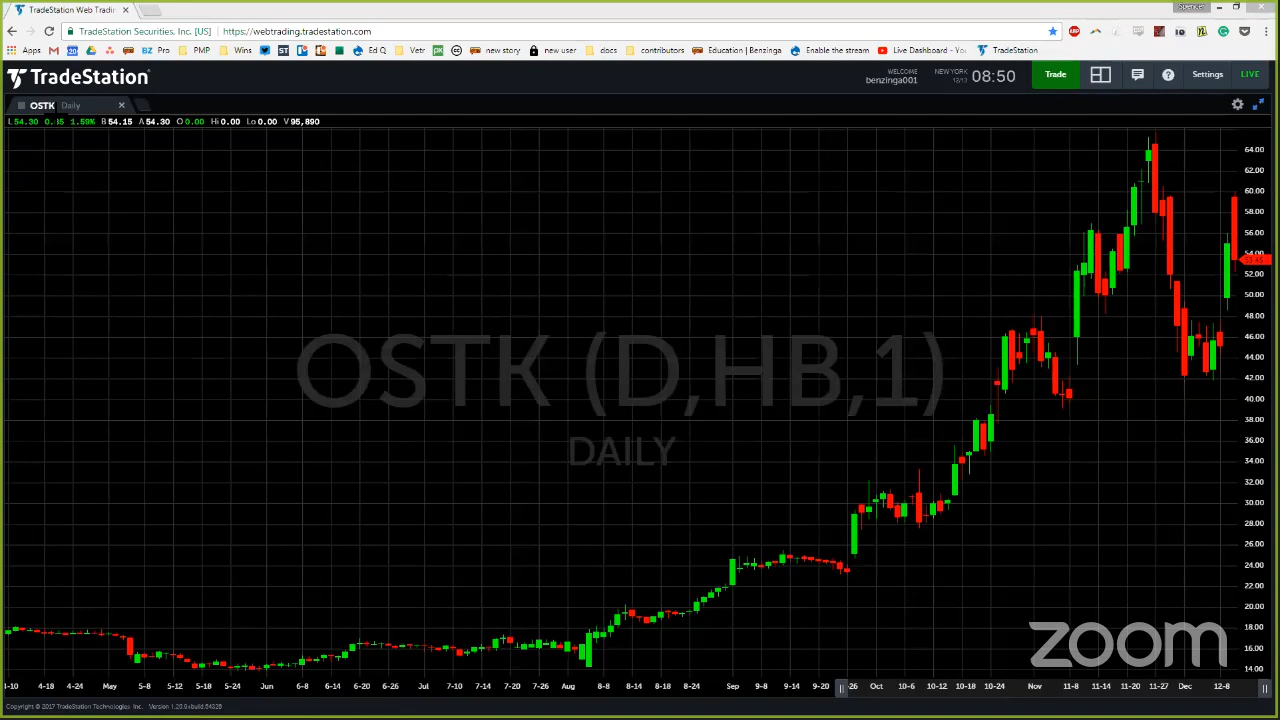 TradeStation Web Tradin
Spencer
TradeStation Securities, Inc. [US] https://webtrading.tradestation.com
Apps Pro PMP Wins Ed Q Vetr new story new user docs contributors Educational | Benz Enable the stream Live Dashboard - Yo TradeStation
TradeStation
WELCOME
benzinga001
NEW YORK
12/13
08:50
Trade
Settings
LIVE
OSTK Daily
L 54.30 0.85 1.59% B 54.15 A 54.30 O 0.00 Hi 0.00 Lo 0.00 V 95,890
64.00
62.00
60.00
58.00
56.00
54.00
52.00
50.00
48.00
46.00
44.00
42.00
40.00
38.00
36.00
34.00
32.00
30.00
28.00
26.00
24.00
22.00
20.00
18.00
16.00
14.00
OSTK (D,HB,1)
DAILY
zoom
4-18 4-24 May 5-8 5-12 5-18 5-24 Jun 6-8 6-14 6-20 6-26 Jul 7-10 7-14 7-20 7-26 Aug 8-8 8-14 8-18 8-24 Sep 9-8 9-14 9-20 26 Oct 10-6 10-12 10-18 10-24 Nov 11-8 11-14 11-20 11-27 Dec 12-8
Copyright © 2017 TradeStation Technologies, Inc.